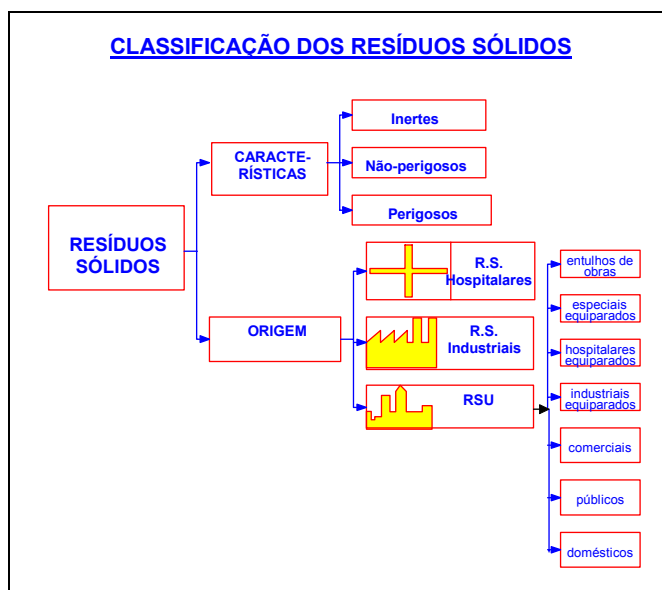 CLASSIFICAÇÃO DOS RESÍDUOS SÓLIDOS
RESÍDUOS
SÓLIDOS
CARACTE-
RÍSTICAS
Inertes
Não-perigosos
Perigosos
ORIGEM
R.S.
Hospitalares
R.S.
Industriais
RSU
entulhos de
obras
especiais
equiparados
hospitalares
equiparados
industriais
equiparados
comerciais
públicos
domésticos